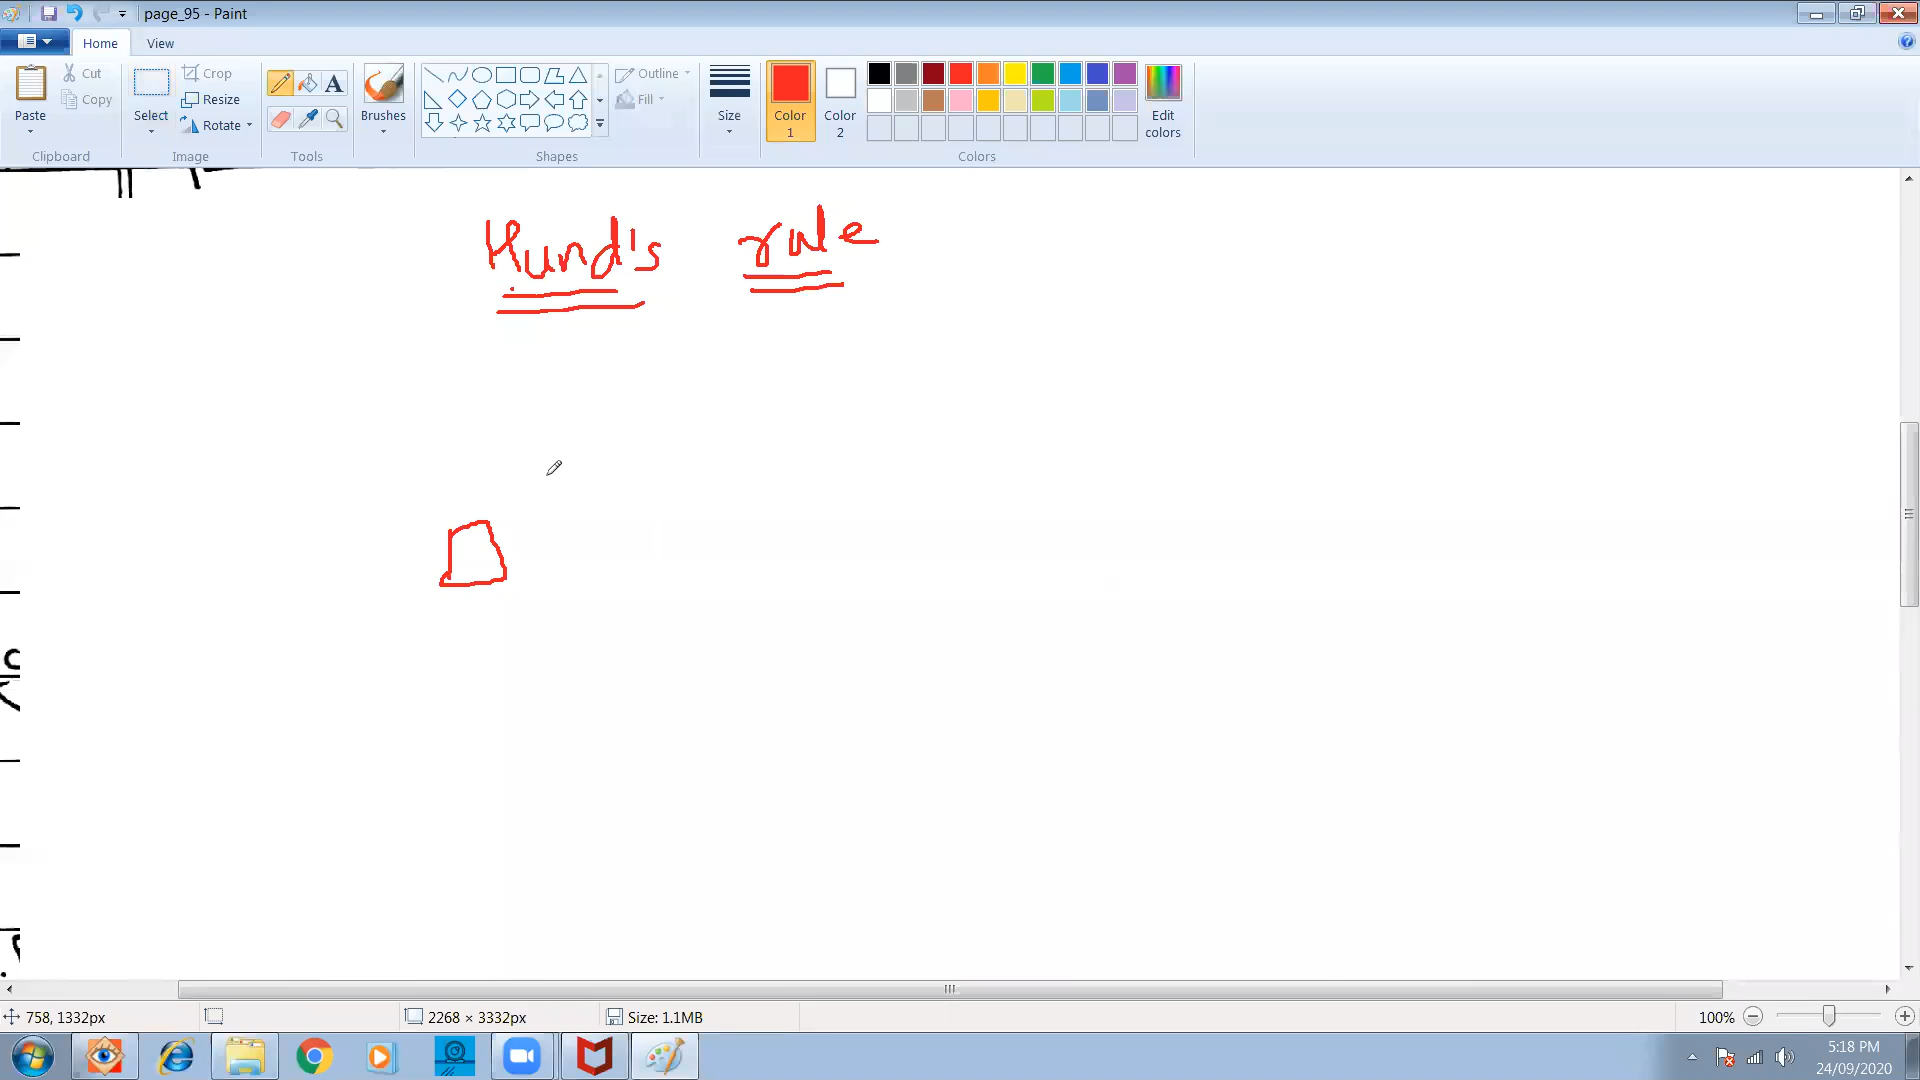 page_95 - Paint
Home View
Paste Cut Copy Clipboard
Select Crop Resize Rotate Image
Tools
Brushes
Shapes
Outline Fill
Size
Color 1 Color 2
Edit colors
Colors
Hund's rule
758, 1332px 2268 × 3332px Size: 1.1MB 100%
5:18 PM
24/09/2020